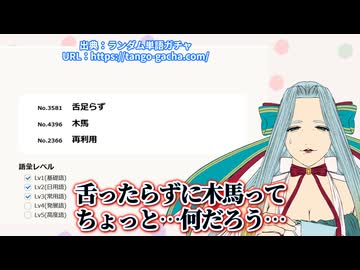 出典：ランダム単語ガチャ
URL：https://tango-gacha.com/
No.3581 舌足らず
No.4396 木馬
No.2366 再利用
語彙レベル
Lv1(基礎語)
Lv2(日用語)
Lv3(常用語)
Lv4(発展語)
Lv5(高度語)
舌ったらずに木馬って
ちょっと…何だろう…